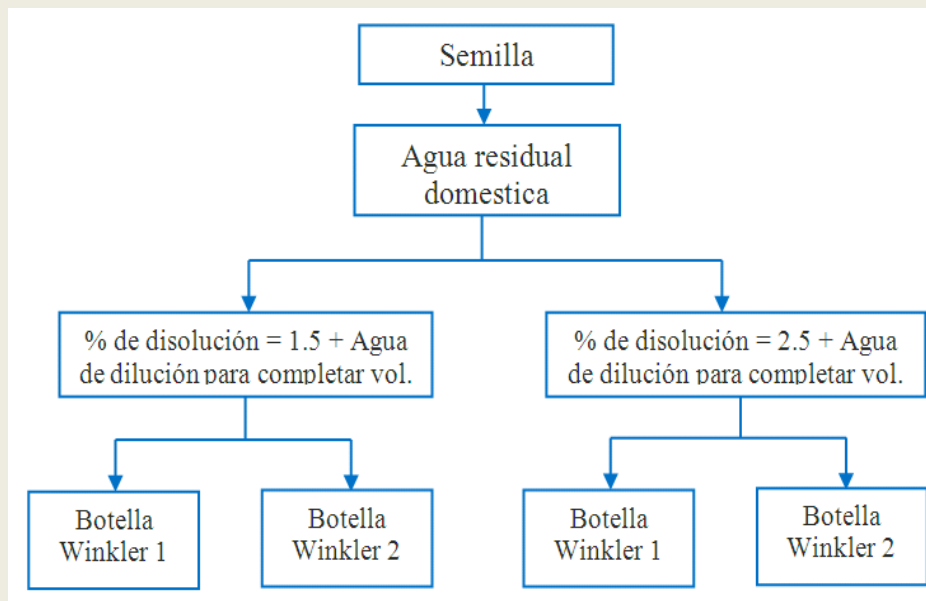 Semilla
Agua residual
domestica
% de disolución = 1.5 + Agua
de dilución para completar vol.
% de disolución = 2.5 + Agua
de dilución para completar vol.
Botella
Winkler 1
Botella
Winkler 2
Botella
Winkler 1
Botella
Winkler 2